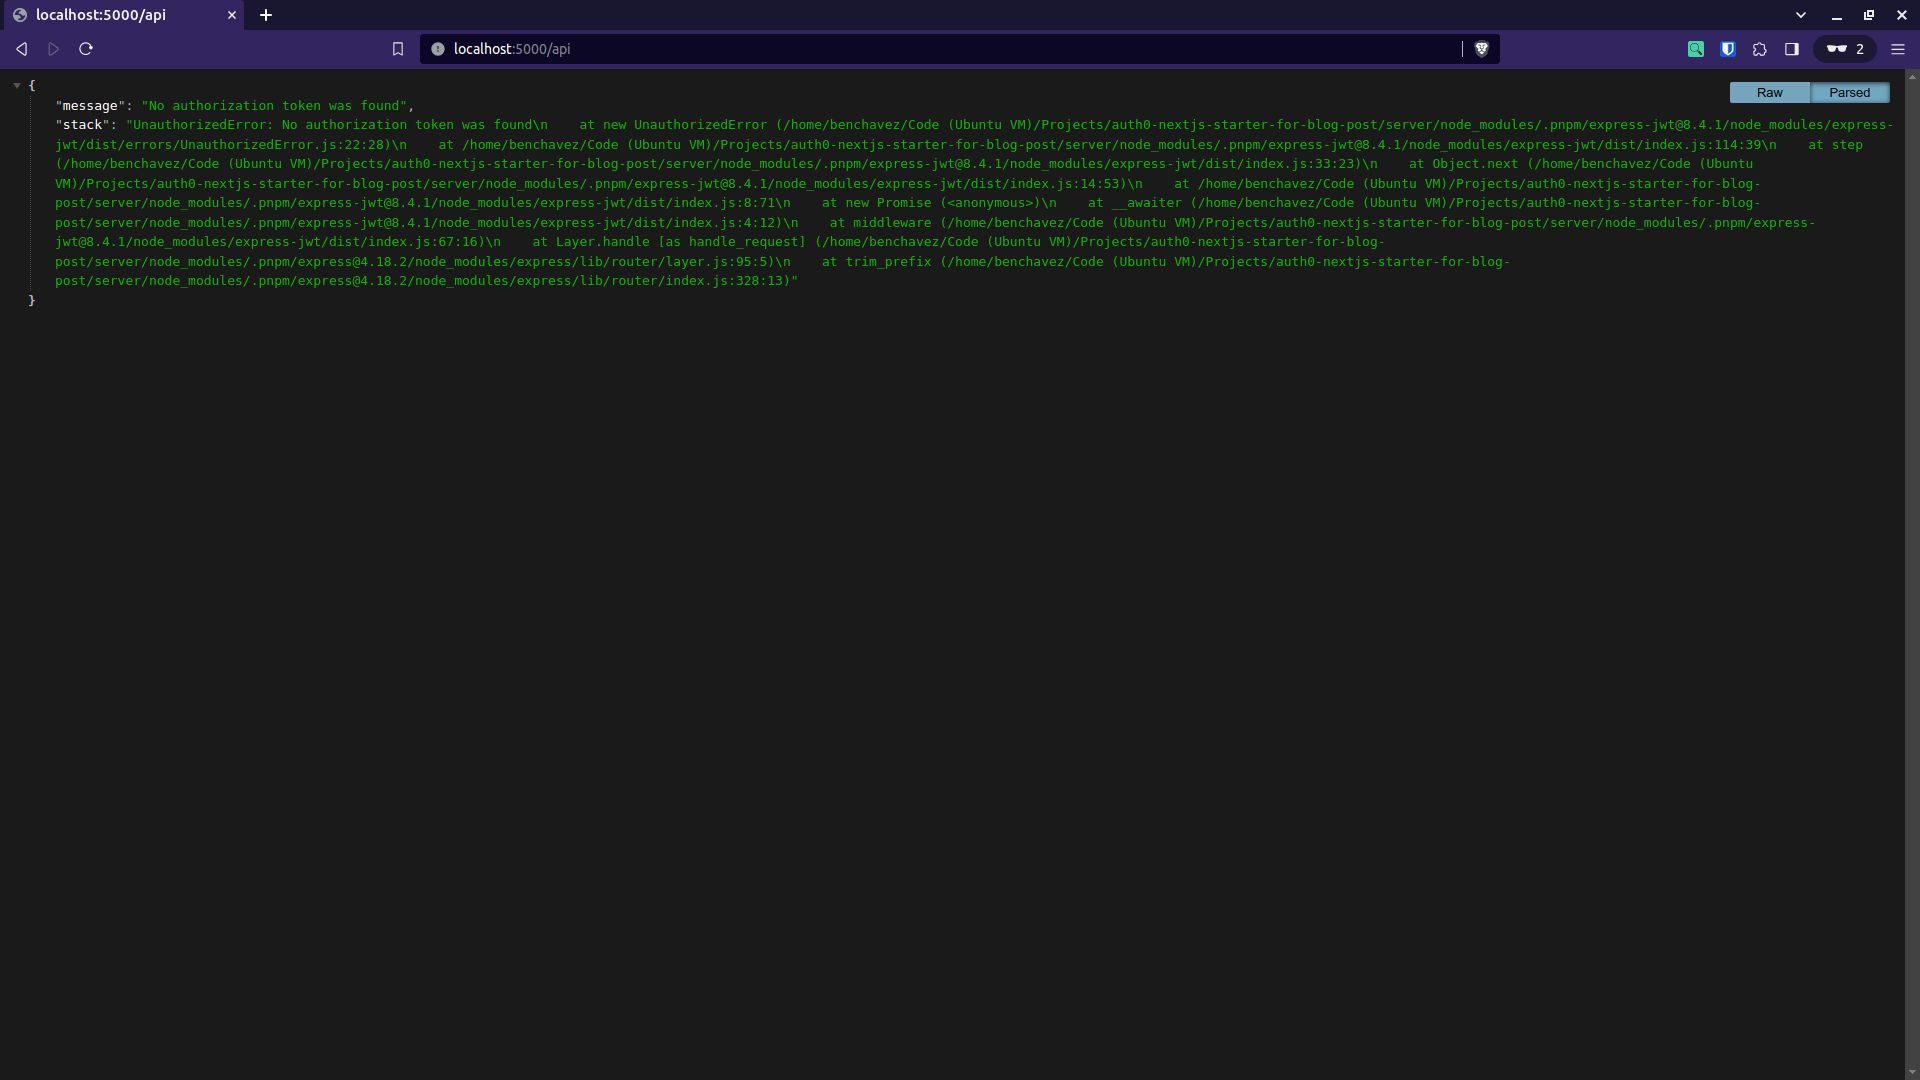 localhost:5000/api
localhost:5000/api
2
Raw Parsed
{
"message": "No authorization token was found",
"stack": "UnauthorizedError: No authorization token was found\n    at new UnauthorizedError (/home/benchavez/Code (Ubuntu VM)/Projects/auth0-nextjs-starter-for-blog-post/server/node_modules/.pnpm/express-jwt@8.4.1/node_modules/express-
jwt/dist/errors/UnauthorizedError.js:22:28)\n    at /home/benchavez/Code (Ubuntu VM)/Projects/auth0-nextjs-starter-for-blog-post/server/node_modules/.pnpm/express-jwt@8.4.1/node_modules/express-jwt/dist/index.js:114:39\n    at step
(/home/benchavez/Code (Ubuntu VM)/Projects/auth0-nextjs-starter-for-blog-post/server/node_modules/.pnpm/express-jwt@8.4.1/node_modules/express-jwt/dist/index.js:33:23)\n    at Object.next (/home/benchavez/Code (Ubuntu
VM)/Projects/auth0-nextjs-starter-for-blog-post/server/node_modules/.pnpm/express-jwt@8.4.1/node_modules/express-jwt/dist/index.js:14:53)\n    at /home/benchavez/Code (Ubuntu VM)/Projects/auth0-nextjs-starter-for-blog-
post/server/node_modules/.pnpm/express-jwt@8.4.1/node_modules/express-jwt/dist/index.js:8:71\n    at new Promise (<anonymous>)\n    at __awaiter (/home/benchavez/Code (Ubuntu VM)/Projects/auth0-nextjs-starter-for-blog-
post/server/node_modules/.pnpm/express-jwt@8.4.1/node_modules/express-jwt/dist/index.js:4:12)\n    at middleware (/home/benchavez/Code (Ubuntu VM)/Projects/auth0-nextjs-starter-for-blog-post/server/node_modules/.pnpm/express-
jwt@8.4.1/node_modules/express-jwt/dist/index.js:67:16)\n    at Layer.handle [as handle_request] (/home/benchavez/Code (Ubuntu VM)/Projects/auth0-nextjs-starter-for-blog-
post/server/node_modules/.pnpm/express@4.18.2/node_modules/express/lib/router/layer.js:95:5)\n    at trim_prefix (/home/benchavez/Code (Ubuntu VM)/Projects/auth0-nextjs-starter-for-blog-
post/server/node_modules/.pnpm/express@4.18.2/node_modules/express/lib/router/index.js:328:13)"
}